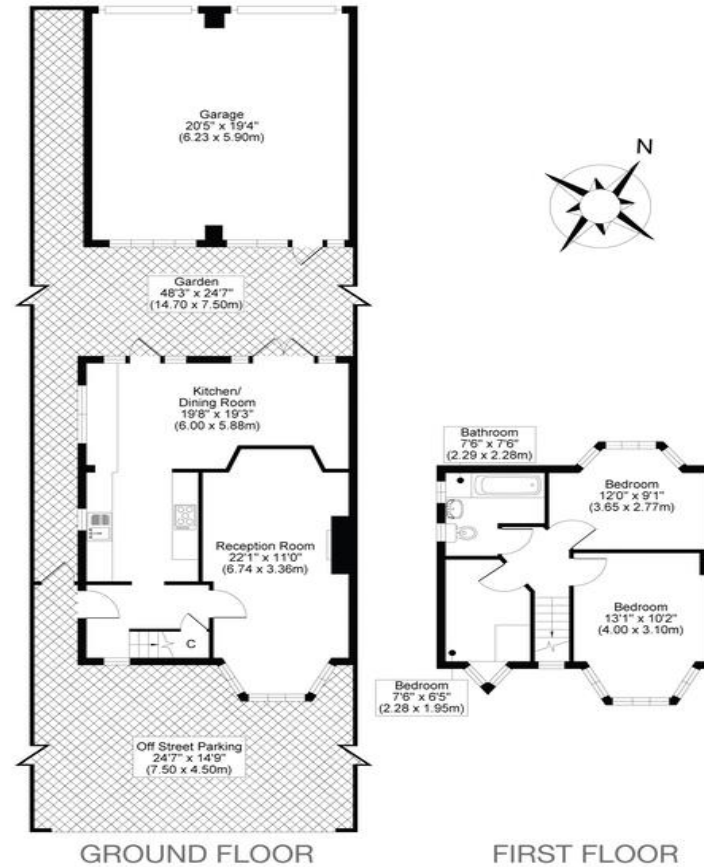 Garage
20'5" x 19'4"
(6.23 x 5.90m)
N
Garden
48'3" x 24'7"
(14.70 x 7.50m)
Kitchen/
Dining Room
19'8" x 19'3"
(6.00 x 5.88m)
Reception Room
22'1" x 11'0"
(6.74 x 3.36m)
C
Off Street Parking
24'7" x 14'9"
(7.50 x 4.50m)
GROUND FLOOR
Bathroom
7'6" x 7'6"
(2.29 x 2.28m)
Bedroom
12'0" x 9'1"
(3.65 x 2.77m)
Bedroom
13'1" x 10'2"
(4.00 x 3.10m)
Bedroom
7'6" x 6'5"
(2.28 x 1.95m)
FIRST FLOOR